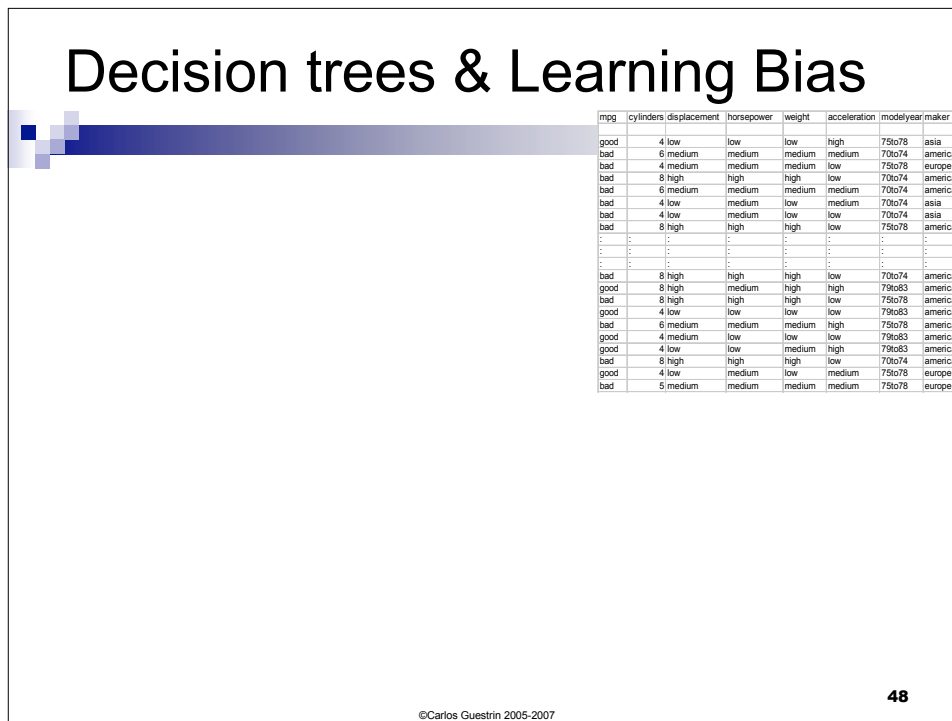 Decision trees & Learning Bias
mpg cylinders displacement horsepower weight acceleration modelyear maker
good 4 low low low high 75to78 asia
bad 6 medium medium medium medium 70to74 americ
bad 4 medium medium medium low 75to78 europe
bad 8 high high high low 70to74 americ
bad 6 medium medium medium medium 70to74 americ
bad 4 low medium low medium 70to74 asia
bad 4 low medium low low 70to74 asia
bad 8 high high high low 75to78 americ
: : : : : : : :
: : : : : : : :
: : : : : : : :
bad 8 high high high low 70to74 americ
good 8 high medium high high 79to83 americ
bad 8 high high high low 75to78 americ
good 4 low low low low 79to83 americ
bad 6 medium medium medium high 75to78 americ
good 4 medium low low low 79to83 americ
good 4 low low medium high 79to83 americ
bad 8 high high high low 70to74 americ
good 4 low medium low medium 75to78 europe
bad 5 medium medium medium medium 75to78 europe
48
©Carlos Guestrin 2005-2007